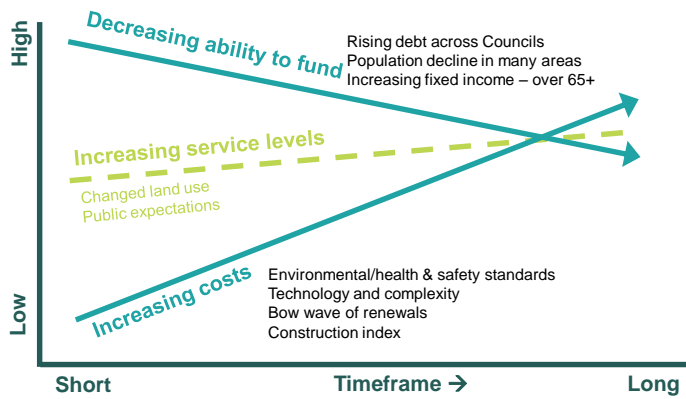 High
Decreasing ability to fund
Rising debt across Councils
Population decline in many areas
Increasing fixed income – over 65+
Increasing service levels
Changed land use
Public expectations
Increasing costs
Environmental/health & safety standards
Technology and complexity
Bow wave of renewals
Construction index
Low
Short
Timeframe →
Long